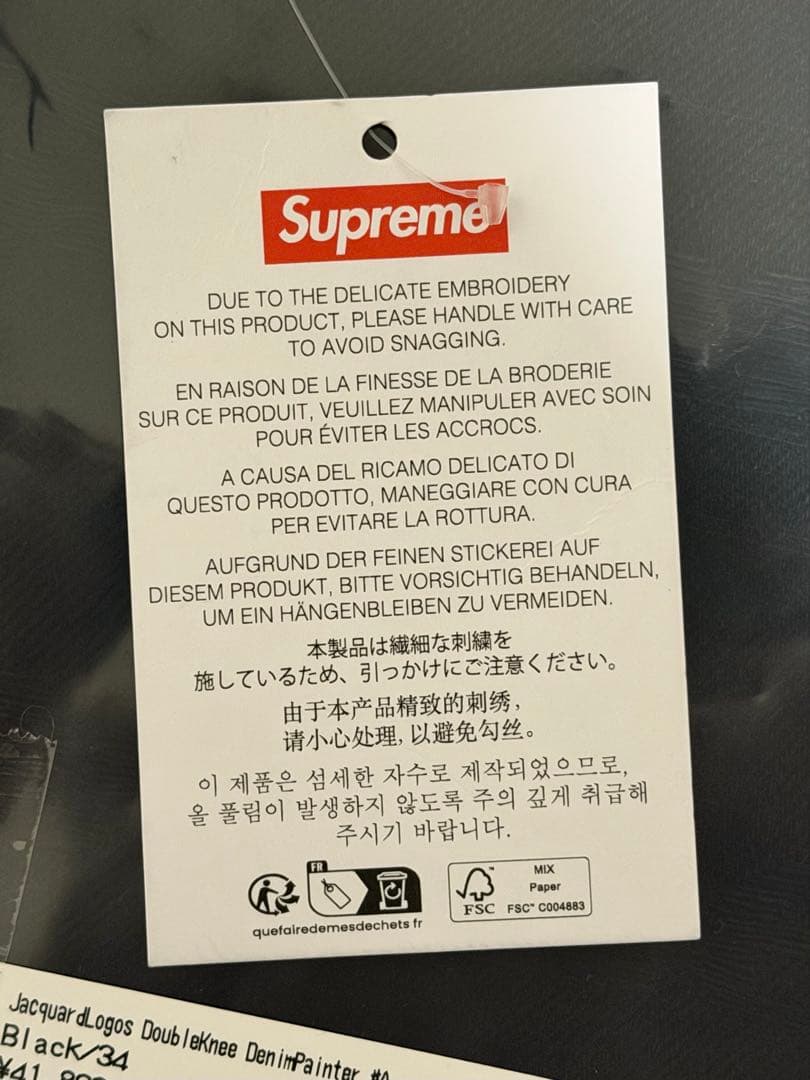 Supreme
DUE TO THE DELICATE EMBROIDERY
ON THIS PRODUCT, PLEASE HANDLE WITH CARE
TO AVOID SNAGGING.
EN RAISON DE LA FINESSE DE LA BRODERIE
SUR CE PRODUIT, VEUILLEZ MANIPULER AVEC SOIN
POUR ÉVITER LES ACCROCS.
A CAUSA DEL RICAMO DELICATO DI
QUESTO PRODOTTO, MANEGGIARE CON CURA
PER EVITARE LA ROTTURA.
AUFGRUND DER FEINEN STICKEREI AUF
DIESEM PRODUKT, BITTE VORSICHTIG BEHANDELN,
UM EIN HÄNGENBLEIBEN ZU VERMEIDEN.
本製品は繊細な刺繍を
施しているため、引っかけにご注意ください。
由于本产品精致的刺绣，
请小心处理, 以避免勾丝。
이 제품은 섬세한 자수로 제작되었으므로,
올 풀림이 발생하지 않도록 주의 깊게 취급해
주시기 바랍니다.
FR
quefairedemesdechets.fr
FSC
MIX
Paper
FSC™ C004883
JacquardLogos DoubleKnee DenimPainter
Black/34
¥41